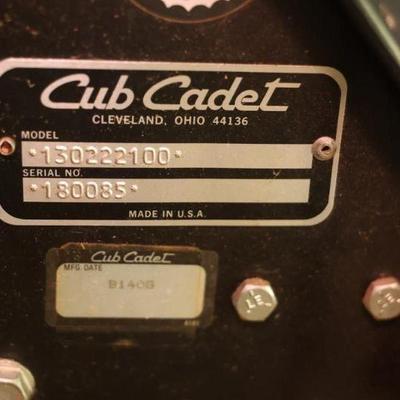 Cub Cadet
CLEVELAND, OHIO 44136
MODEL
*130222100*
SERIAL NO.
*180085*
MADE IN U.S.A.
Cub Cadet
MFG. DATE
B140G